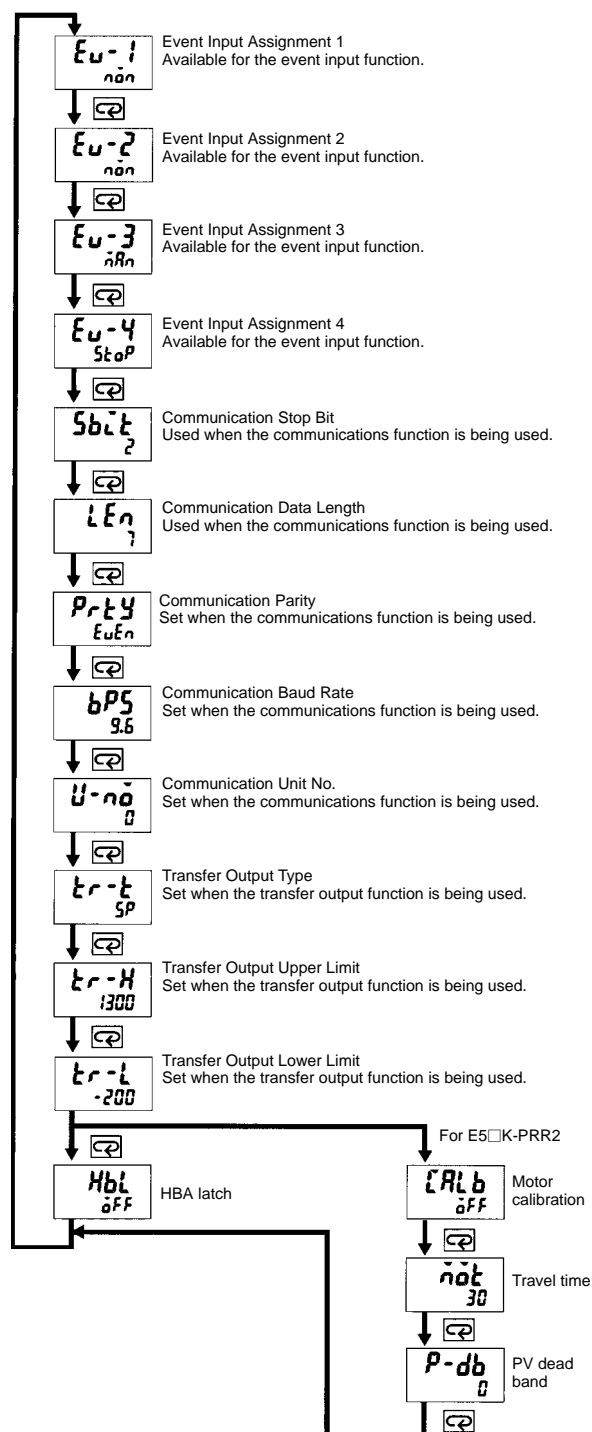 Ev-1
non
Event Input Assignment 1
Available for the event input function.
Ev-2
non
Event Input Assignment 2
Available for the event input function.
Ev-3
mAn
Event Input Assignment 3
Available for the event input function.
Ev-4
StoP
Event Input Assignment 4
Available for the event input function.
Sbit
2
Communication Stop Bit
Used when the communications function is being used.
LEn
7
Communication Data Length
Used when the communications function is being used.
PrtY
EvEn
Communication Parity
Set when the communications function is being used.
bPS
9.6
Communication Baud Rate
Set when the communications function is being used.
U-no
0
Communication Unit No.
Set when the communications function is being used.
tr-t
SP
Transfer Output Type
Set when the transfer output function is being used.
tr-H
1300
Transfer Output Upper Limit
Set when the transfer output function is being used.
tr-L
-200
Transfer Output Lower Limit
Set when the transfer output function is being used.
For E5□K-PRR2
HbL
oFF
HBA latch
CALb
oFF
Motor
calibration
mot
30
Travel time
P-db
0
PV dead
band